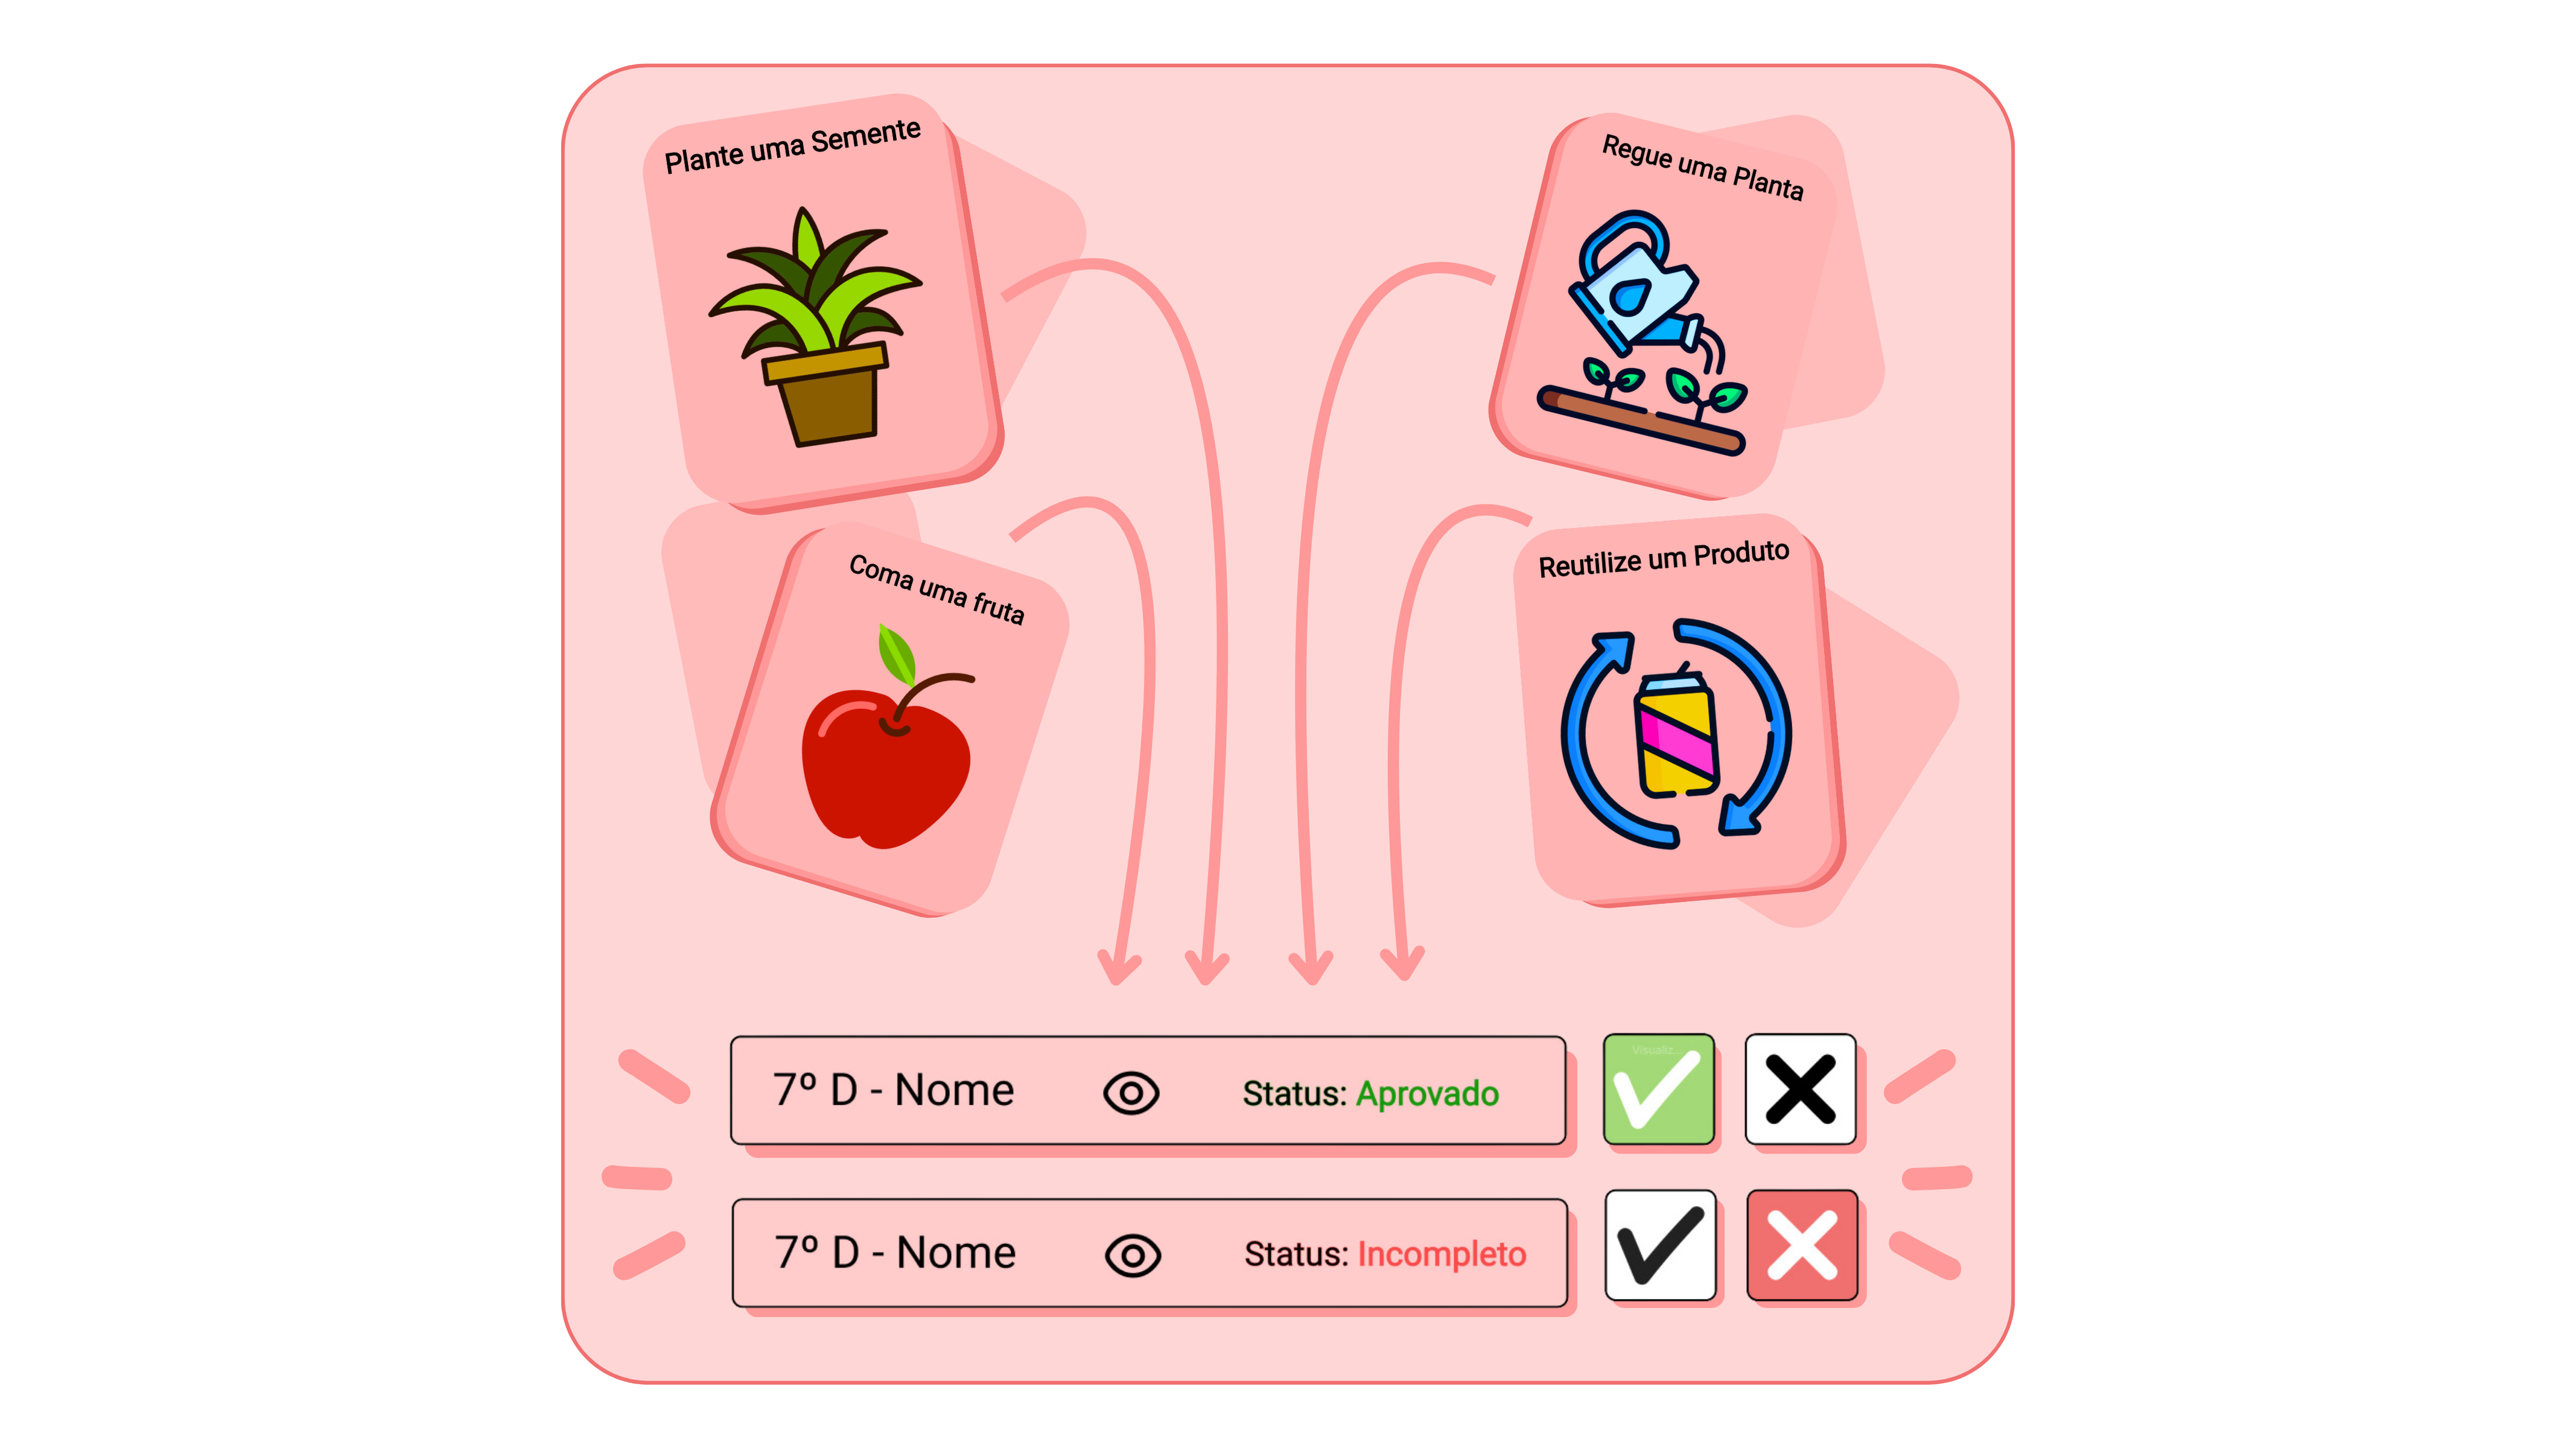 Plante uma Semente
Regue uma Planta
Coma uma fruta
Reutilize um Produto
7º D - Nome
Status: Aprovado
Visualiz...
7º D - Nome
Status: Incompleto